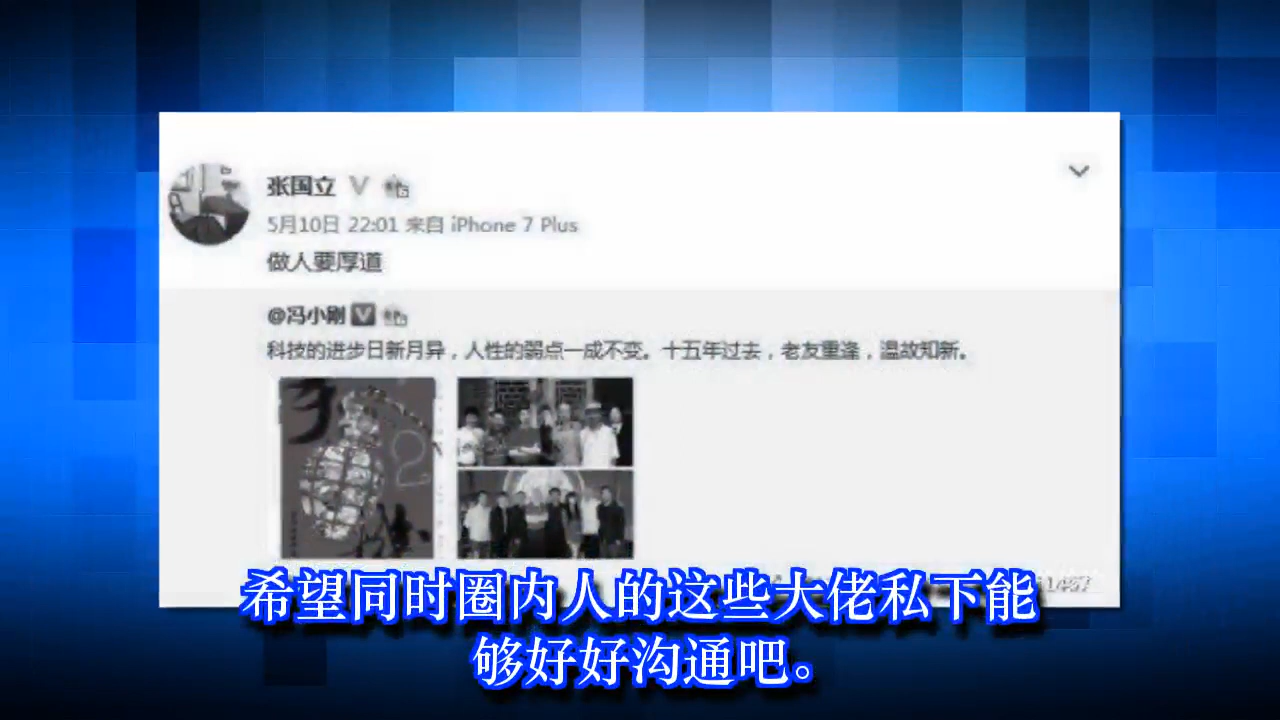 张国立
5月10日 22:01 来自 iPhone 7 Plus
做人要厚道
@冯小刚
科技的进步日新月异，人性的弱点一成不变。十五年过去，老友重逢，温故知新。
手
2
机
希望同时圈内人的这些大佬私下能
够好好沟通吧。